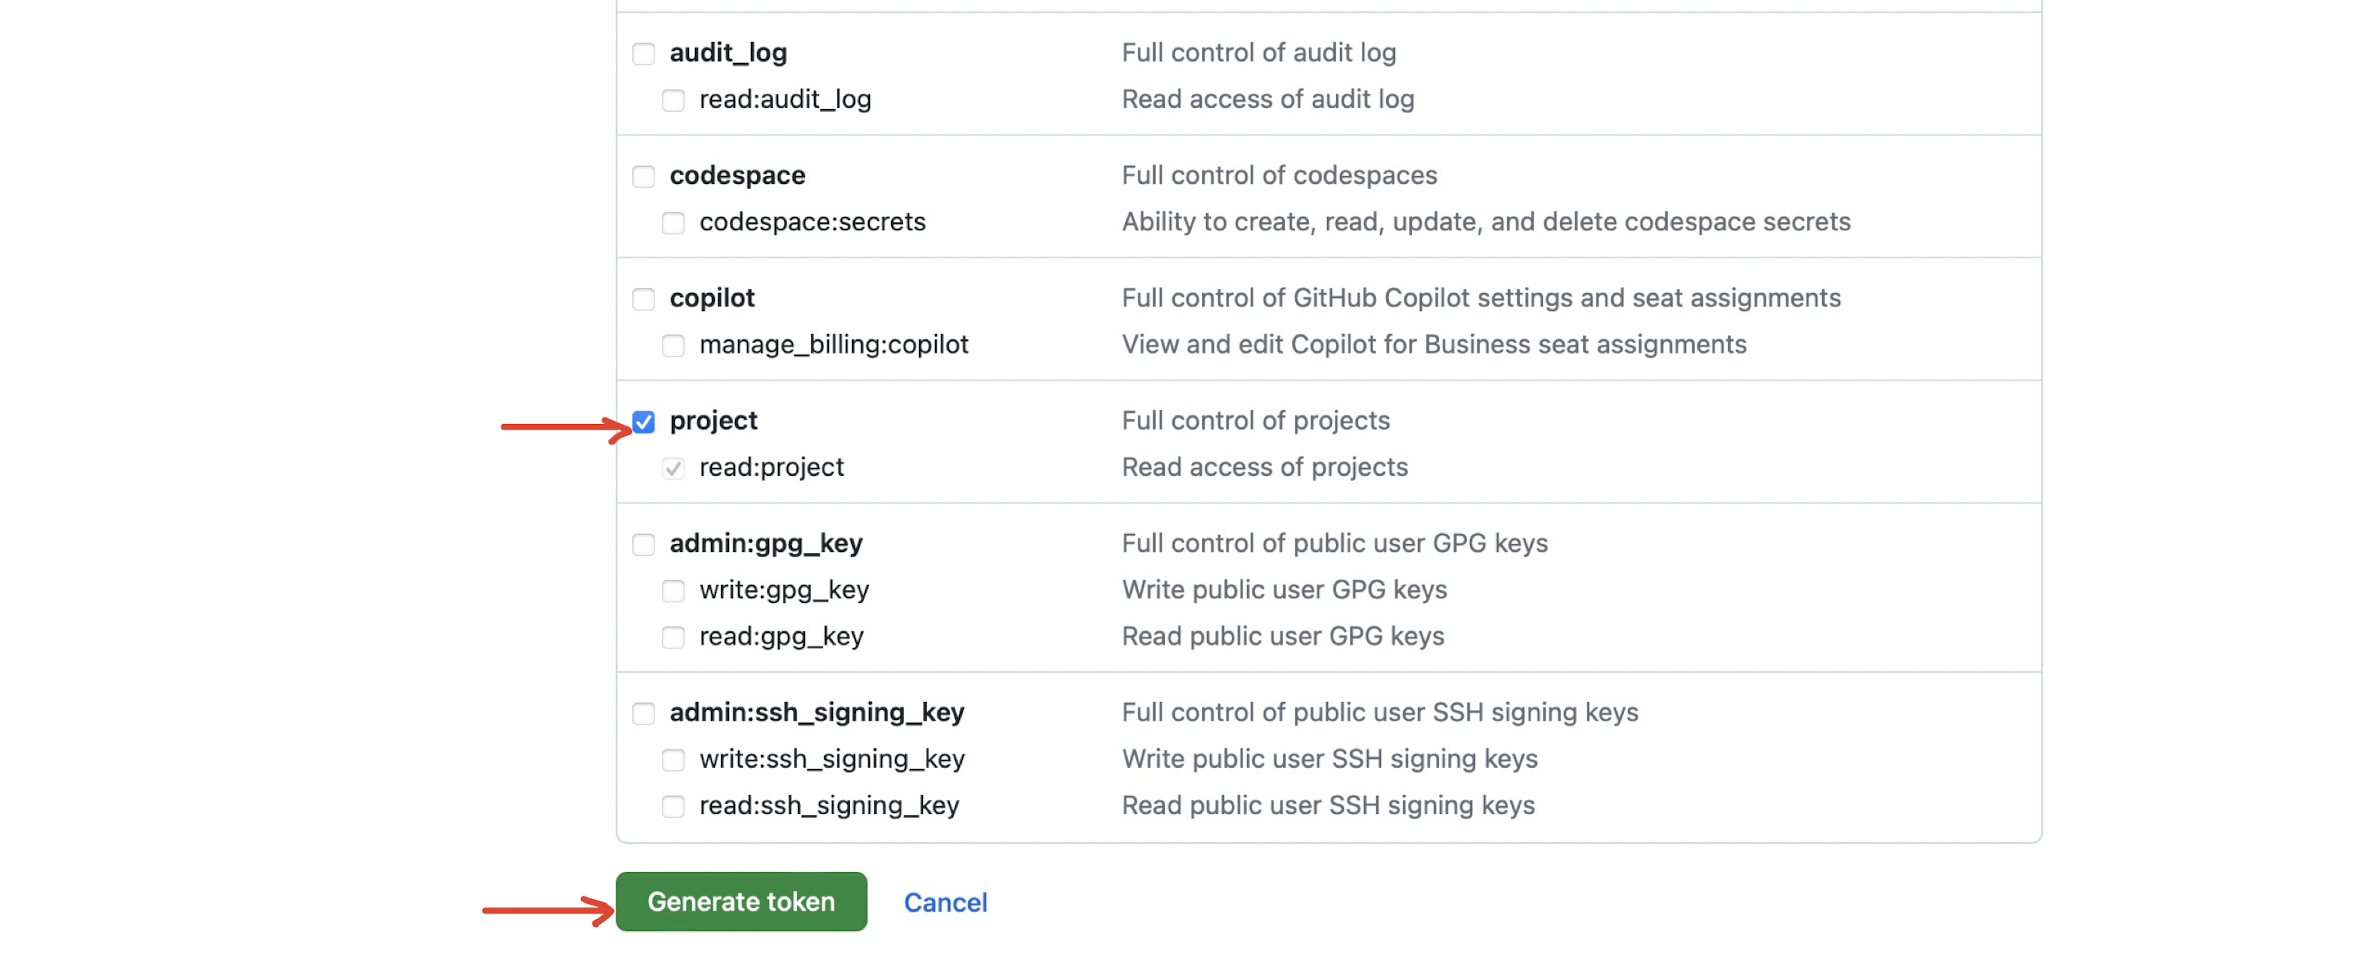 audit_log Full control of audit log
read:audit_log Read access of audit log
codespace Full control of codespaces
codespace:secrets Ability to create, read, update, and delete codespace secrets
copilot Full control of GitHub Copilot settings and seat assignments
manage_billing:copilot View and edit Copilot for Business seat assignments
project Full control of projects
read:project Read access of projects
admin:gpg_key Full control of public user GPG keys
write:gpg_key Write public user GPG keys
read:gpg_key Read public user GPG keys
admin:ssh_signing_key Full control of public user SSH signing keys
write:ssh_signing_key Write public user SSH signing keys
read:ssh_signing_key Read public user SSH signing keys
Generate token Cancel